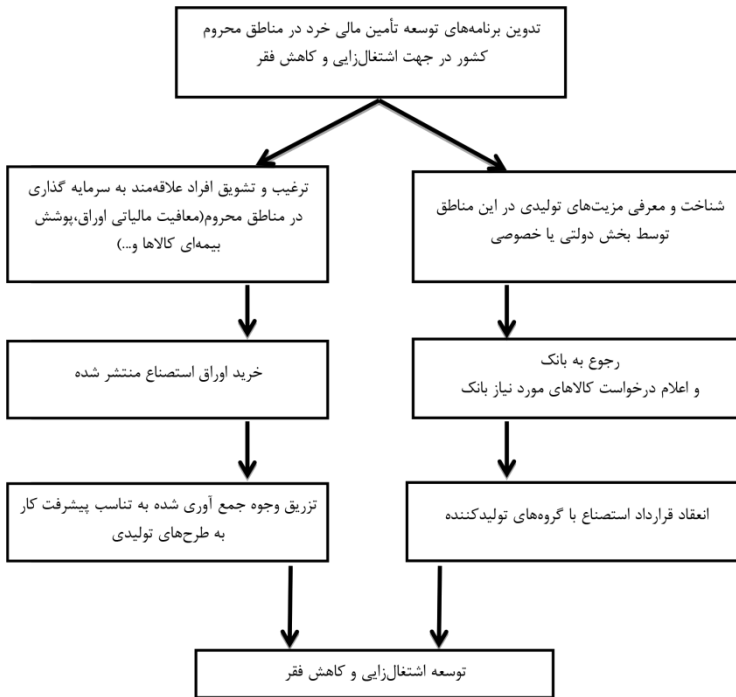 تدوین برنامه‌های توسعه تأمین مالی خرد در مناطق محروم
کشور در جهت اشتغال‌زایی و کاهش فقر
شناخت و معرفی مزیت‌های تولیدی در این مناطق
توسط بخش دولتی یا خصوصی
رجوع به بانک
و اعلام درخواست کالاهای مورد نیاز بانک
انعقاد قرارداد استصناع با گروه‌های تولیدکننده
ترغیب و تشویق افراد علاقه‌مند به سرمایه گذاری
در مناطق محروم(معافیت مالیاتی اوراق،پوشش
بیمه‌ای کالاها و...)
خرید اوراق استصناع منتشر شده
تزریق وجوه جمع آوری شده به تناسب پیشرفت کار
به طرح‌های تولیدی
توسعه اشتغال‌زایی و کاهش فقر